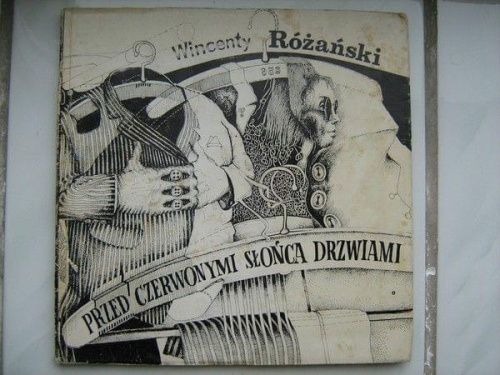 Wincenty Różański
PRZED CZERWONYMI SŁOŃCA DRZWIAMI